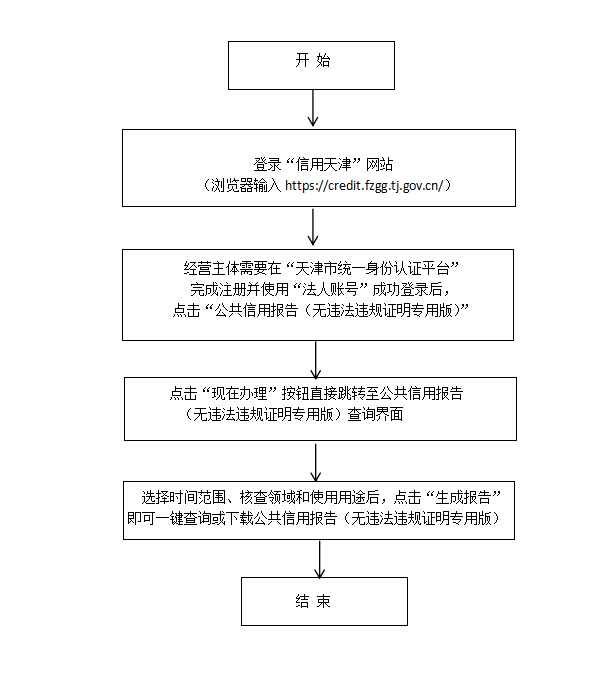 开 始
登录“信用天津”网站
（浏览器输入 https://credit.fzgg.tj.gov.cn/）
经营主体需要在“天津市统一身份认证平台”
完成注册并使用“法人账号”成功登录后，
点击“公共信用报告（无违法违规证明专用版）”
点击“现在办理”按钮直接跳转至公共信用报告
（无违法违规证明专用版）查询界面
选择时间范围、核查领域和使用用途后，点击“生成报告”
即可一键查询或下载公共信用报告（无违法违规证明专用版）
结 束